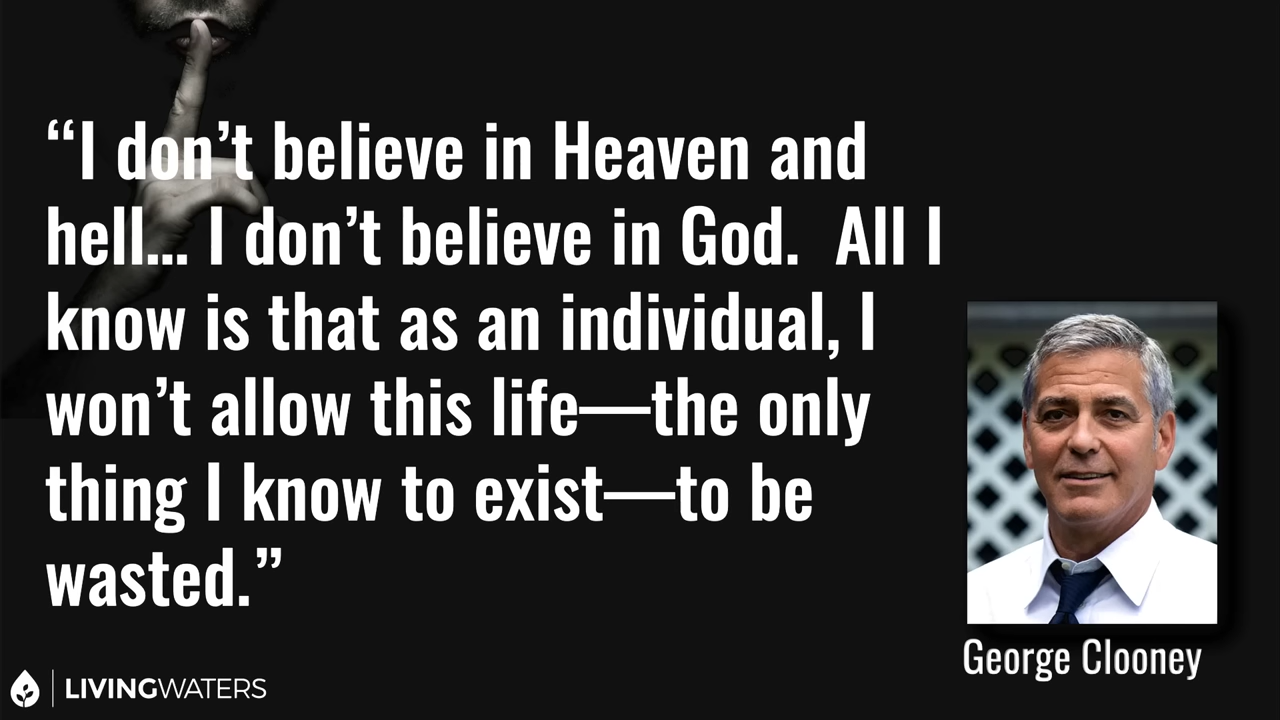 “I don’t believe in Heaven and
hell... I don’t believe in God.  All I
know is that as an individual, I
won’t allow this life—the only
thing I know to exist—to be
wasted.”
George Clooney
LIVINGWATERS